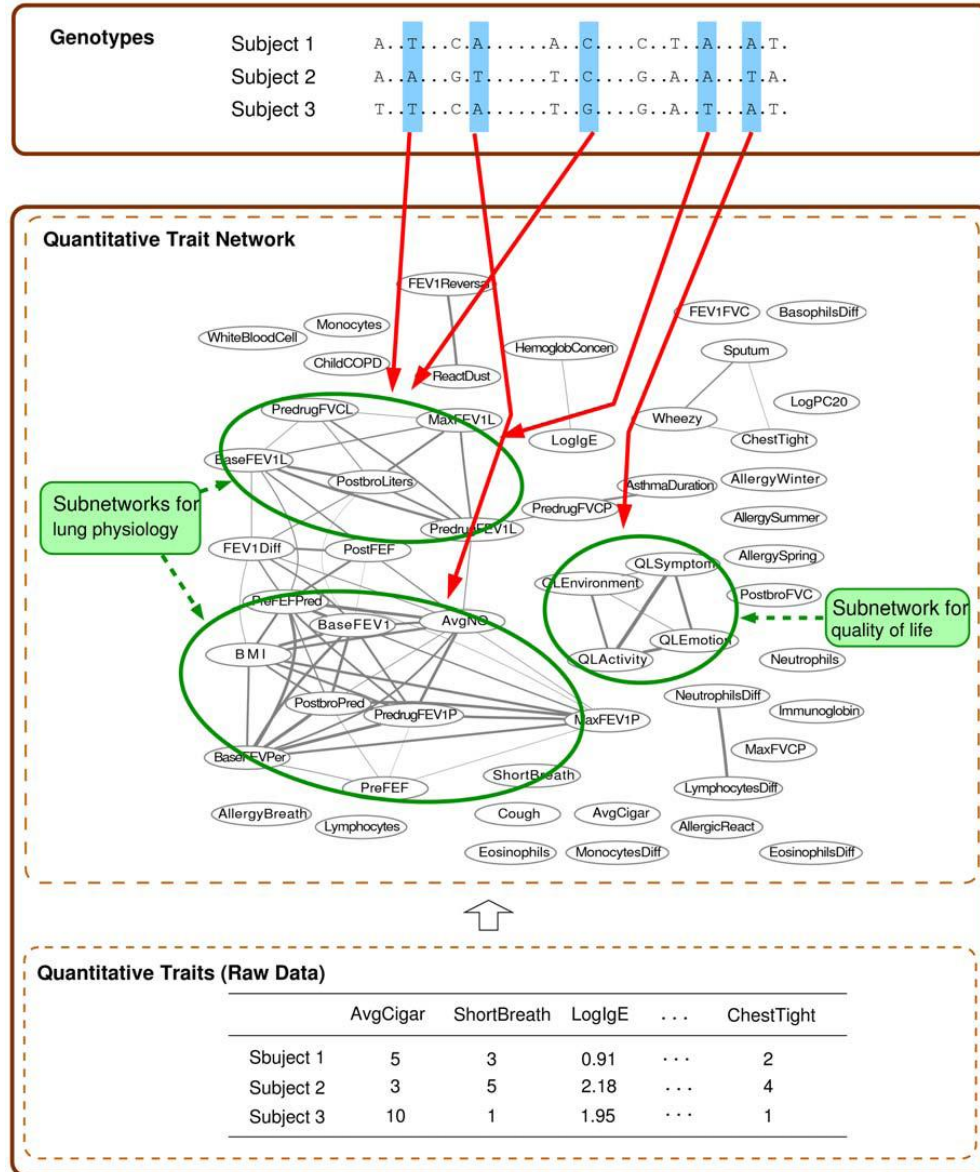 Genotypes
Subject 1 A..T...CA......A..C....C..T..A...A.T.
Subject 2 A..A...GT......T..C...G..A..A...TA.
Subject 3 T..T...CA......T..G....G..AT...A.T.
Quantitative Trait Network
FEV1Reversal
FEV1FVC
BasophilsDiff
Monocytes
WhiteBloodCell
HemoglobConcen
Sputum
ChildCOPD
ReactDust
LogPC20
PredrugFVCL
MaxFEV1L
Wheezy
LogIgE
ChestTight
BaseFEV1L
PostbroLiters
AsthmaDuration
AllergyWinter
Subnetworks for
lung physiology
PredrugFEV1L
PredrugFVCP
AllergySummer
FEV1Diff
PostFEF
QLSymptom
AllergySpring
QLEnvironment
PreFEFPred
PostbroFVC
BaseFEV1
AvgNO
Subnetwork for
quality of life
QLEmotion
BMI
QLActivity
Neutrophils
PostbroPred
PredrugFEV1P
MaxFEV1P
NeutrophilsDiff
Immunoglobin
MaxFVCP
BaseFEVPer
PreFEF
ShortBreath
LymphocytesDiff
AllergyBreath
Lymphocytes
Cough
AvgCigar
AllergicReact
Eosinophils
MonocytesDiff
EosinophilsDiff
Quantitative Traits (Raw Data)
AvgCigar ShortBreath LogIgE ... ChestTight
Sbuject 1 5 3 0.91 ... 2
Subject 2 3 5 2.18 ... 4
Subject 3 10 1 1.95 ... 1